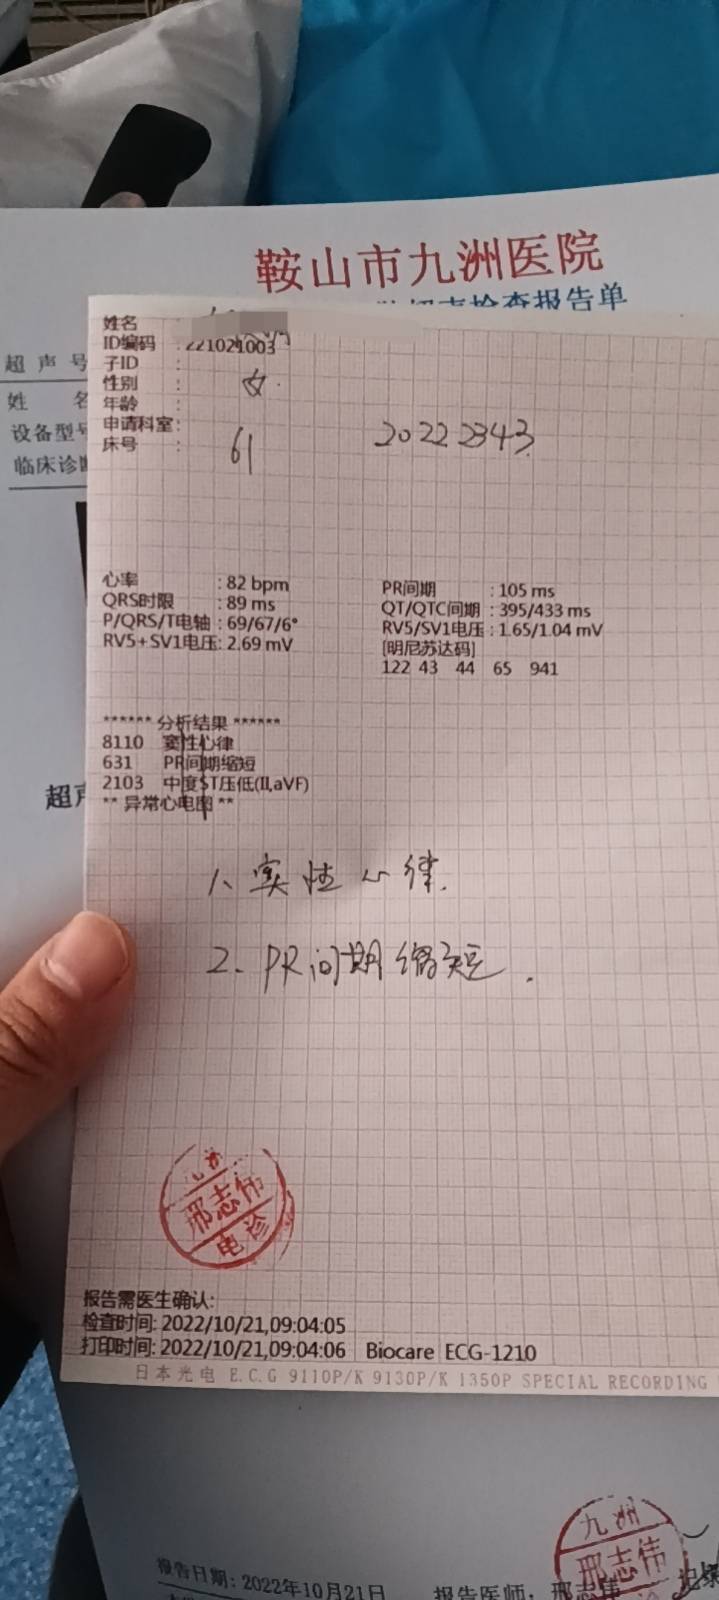 鞍山市九洲医院
超声检查报告单
超声号
姓名
设备型号
临床诊断
姓名 :
ID编码 : 221021003
子ID :
性别 : 女
年龄 :
申请科室:
床号 : 61
20222343
心率 : 82 bpm
QRS时限 : 89 ms
P/QRS/T电轴 : 69/67/6°
RV5+SV1电压: 2.69 mV
PR间期 : 105 ms
QT/QTC间期 : 395/433 ms
RV5/SV1电压 : 1.65/1.04 mV
[明尼苏达码]
122 43 44 65 941
****** 分析结果 ******
8110 窦性心律
631 PR间期缩短
2103 中度ST压低(II,aVF)
** 异常心电图 **
超声
1、窦性心律.
2. PR间期缩短.
九洲
邢志伟
电诊
报告需医生确认:
检查时间: 2022/10/21,09:04:05
打印时间: 2022/10/21,09:04:06 Biocare ECG-1210
日本光电 E.C.G 9110P/K 9130P/K 1350P SPECIAL RECORDING
九洲
邢志伟
报告日期: 2022年10月21日 报告医师: 邢志伟 记录